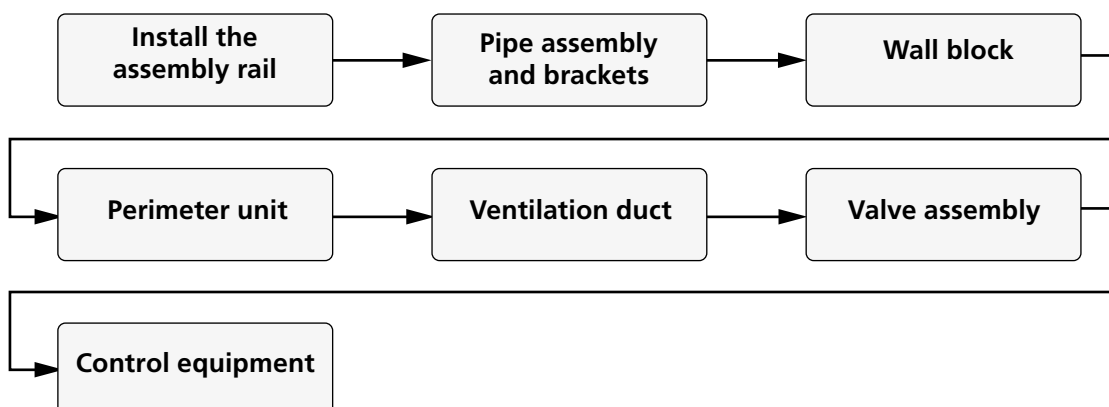 Install the
assembly rail
Pipe assembly
and brackets
Wall block
Perimeter unit
Ventilation duct
Valve assembly
Control equipment